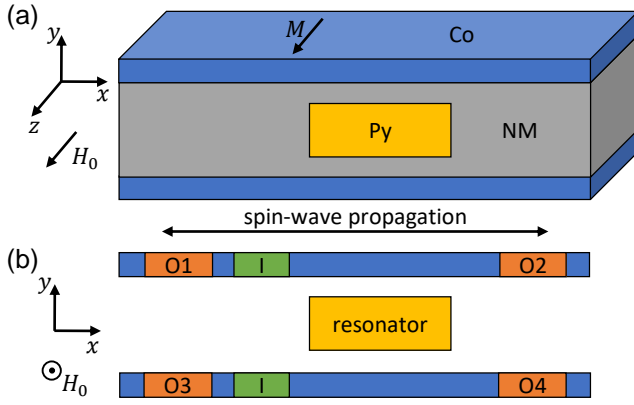 (a)
y
x
z
H₀
M
Co
Py
NM
spin-wave propagation
(b)
y
x
H₀
O1
I
O2
resonator
O3
I
O4